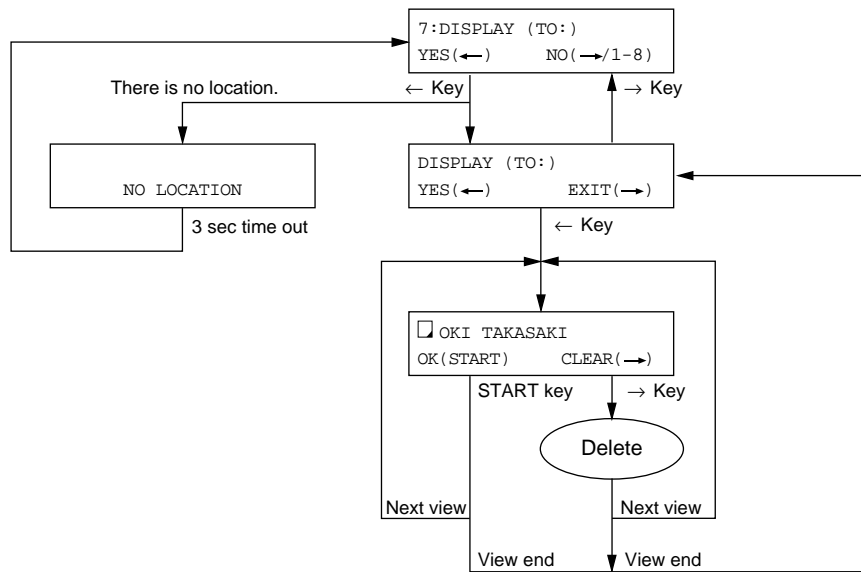 7:DISPLAY (TO:)
YES(←) NO(→/1-8)
There is no location.
← Key
→ Key
NO LOCATION
DISPLAY (TO:)
YES(←) EXIT(→)
3 sec time out
← Key
OKI TAKASAKI
OK(START) CLEAR(→)
START key
→ Key
Delete
Next view
Next view
View end
View end